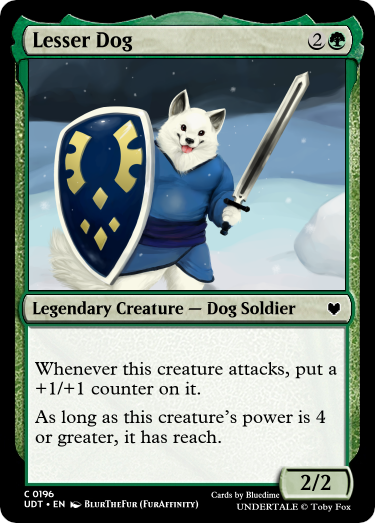 Lesser Dog 2
Legendary Creature — Dog Soldier
Whenever this creature attacks, put a
+1/+1 counter on it.
As long as this creature's power is 4
or greater, it has reach.
2/2
C 0196
UDT • EN BlurTheFur (FurAffinity)
Cards by Bluedime
UNDERTALE © Toby Fox